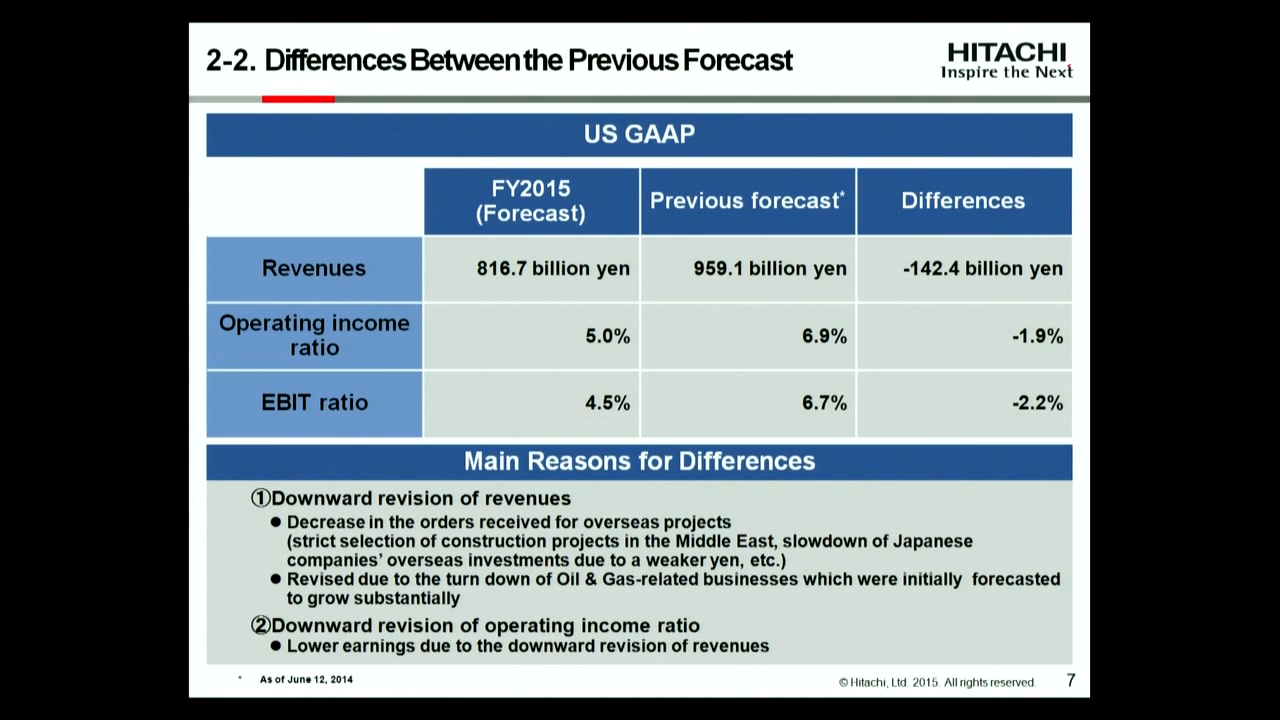 2-2. Differences Between the Previous Forecast
HITACHI
Inspire the Next
US GAAP
FY2015
(Forecast)
Previous forecast*
Differences
Revenues
816.7 billion yen
959.1 billion yen
-142.4 billion yen
Operating income
ratio
5.0%
6.9%
-1.9%
EBIT ratio
4.5%
6.7%
-2.2%
Main Reasons for Differences
①Downward revision of revenues
● Decrease in the orders received for overseas projects
(strict selection of construction projects in the Middle East, slowdown of Japanese
companies’ overseas investments due to a weaker yen, etc.)
● Revised due to the turn down of Oil & Gas-related businesses which were initially forecasted
to grow substantially
②Downward revision of operating income ratio
● Lower earnings due to the downward revision of revenues
* As of June 12, 2014
© Hitachi, Ltd. 2015. All rights reserved.
7